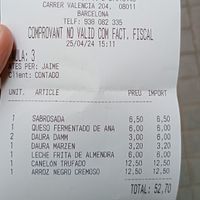 CARRER VALENCIA 204, 08011
BARCELONA
TELF: 938 082 335
COMPROVANT NO VALID COM FACT. FISCAL
25/04/24 15:11
ULA: 3
TES PER: JAIME
Client: CONTADO
UNIT. ARTICLE PREU IMPORT
1 SABROSADA 6,50 6,50
1 QUESO FERMENTADO DE ANA 6,00 6,00
2 DAURA DAMM 3,00 6,00
1 DAURA MARZEN 3,20 3,20
1 LECHE FRITA DE ALMENDRA 6,00 6,00
1 CANELON TRUFADO 12,50 12,50
1 ARROZ NEGRO CREMOSO 12,50 12,50
TOTAL: 52,70